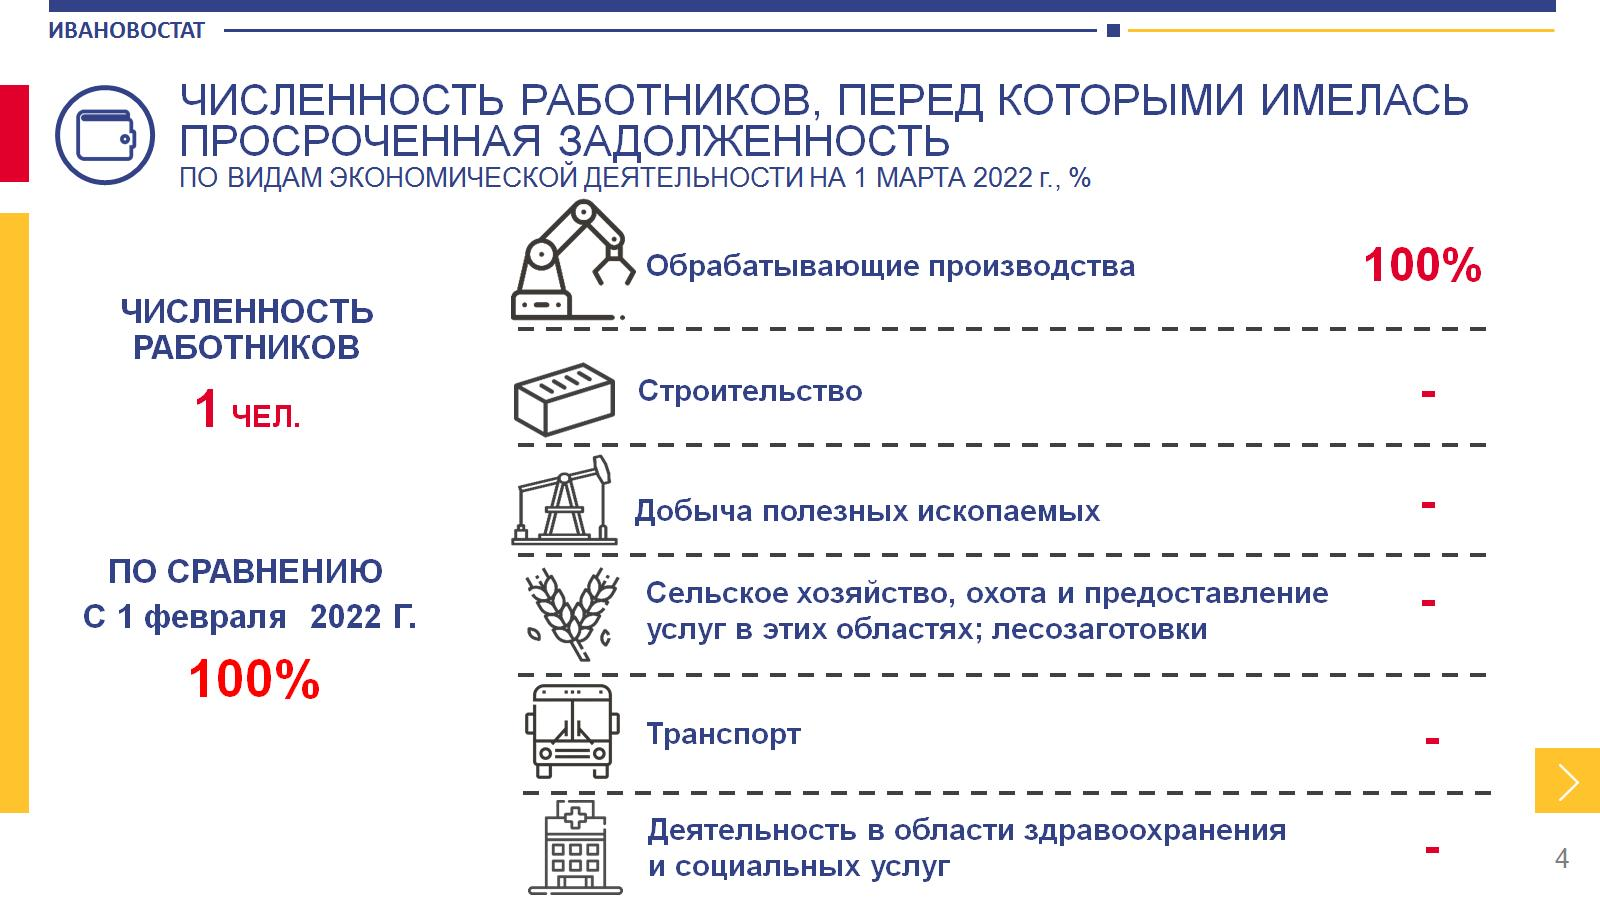 ИВАНОВОСТАТ
ЧИСЛЕННОСТЬ РАБОТНИКОВ, ПЕРЕД КОТОРЫМИ ИМЕЛАСЬ
ПРОСРОЧЕННАЯ ЗАДОЛЖЕННОСТЬ
ПО ВИДАМ ЭКОНОМИЧЕСКОЙ ДЕЯТЕЛЬНОСТИ НА 1 МАРТА 2022 г., %
ЧИСЛЕННОСТЬ
РАБОТНИКОВ
1 ЧЕЛ.
ПО СРАВНЕНИЮ
С 1 февраля 2022 Г.
100%
Обрабатывающие производства 100%
Строительство -
Добыча полезных ископаемых -
Сельское хозяйство, охота и предоставление -
услуг в этих областях; лесозаготовки
Транспорт -
Деятельность в области здравоохранения -
и социальных услуг
4